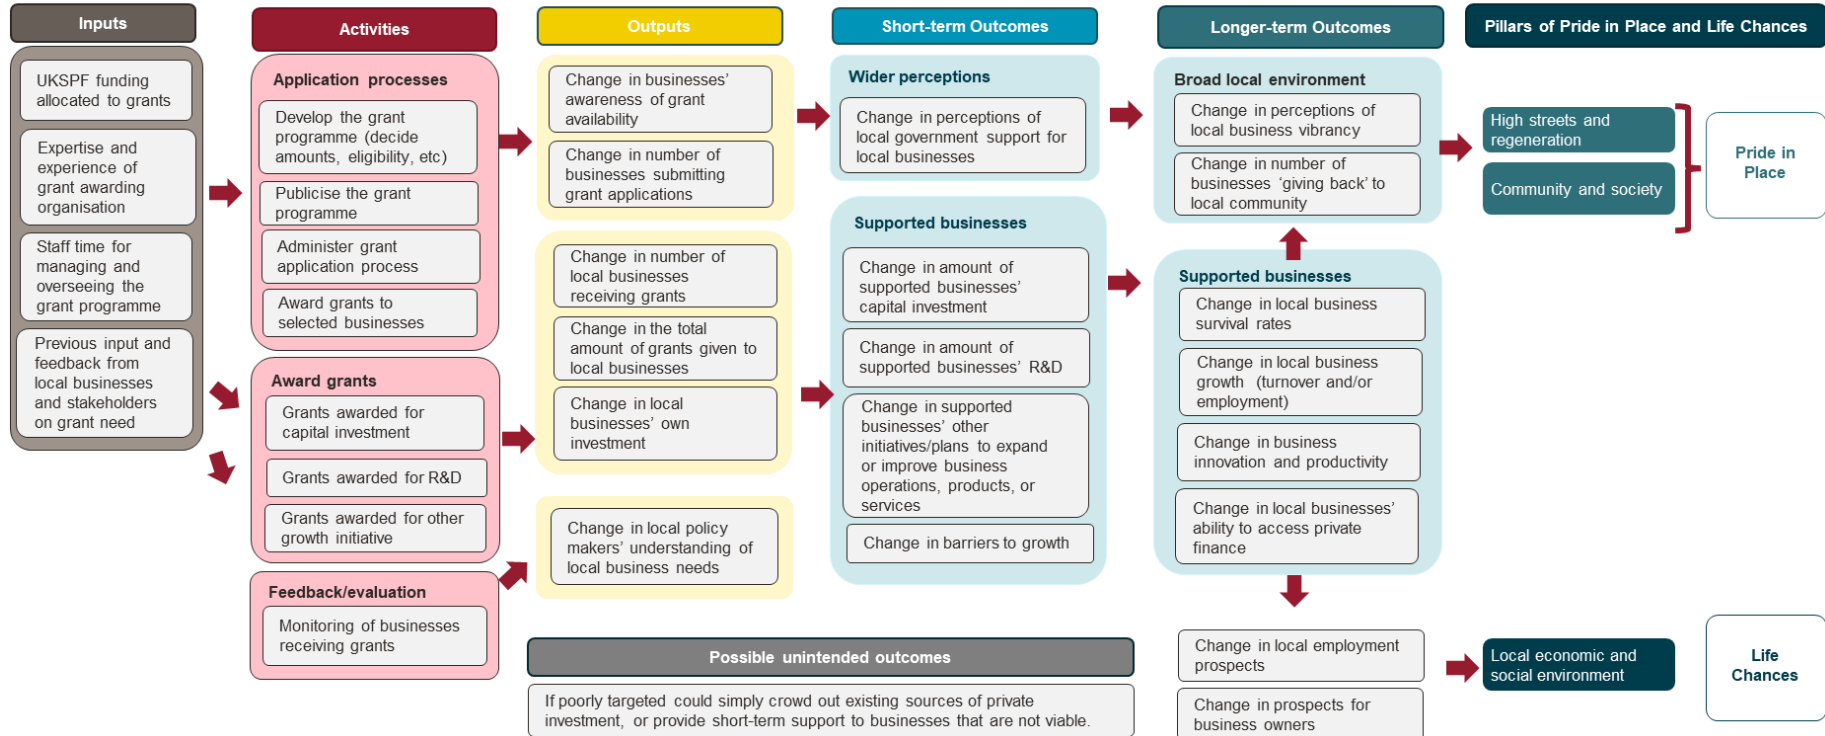 Inputs
UKSPF funding
allocated to grants
Expertise and
experience of
grant awarding
organisation
Staff time for
managing and
overseeing the
grant programme
Previous input and
feedback from
local businesses
and stakeholders
on grant need
Activities
Application processes
Develop the grant
programme (decide
amounts, eligibility, etc)
Publicise the grant
programme
Administer grant
application process
Award grants to
selected businesses
Award grants
Grants awarded for
capital investment
Grants awarded for R&D
Grants awarded for other
growth initiative
Feedback/evaluation
Monitoring of businesses
receiving grants
Outputs
Change in businesses’
awareness of grant
availability
Change in number of
businesses submitting
grant applications
Change in number of
local businesses
receiving grants
Change in the total
amount of grants given to
local businesses
Change in local
businesses’ own
investment
Change in local policy
makers’ understanding of
local business needs
Short-term Outcomes
Wider perceptions
Change in perceptions of
local government support for
local businesses
Supported businesses
Change in amount of
supported businesses’
capital investment
Change in amount of
supported businesses’ R&D
Change in supported
businesses’ other
initiatives/plans to expand
or improve business
operations, products, or
services
Change in barriers to growth
Possible unintended outcomes
If poorly targeted could simply crowd out existing sources of private
investment, or provide short-term support to businesses that are not viable.
Longer-term Outcomes
Broad local environment
Change in perceptions of
local business vibrancy
Change in number of
businesses ‘giving back’ to
local community
Supported businesses
Change in local business
survival rates
Change in local business
growth (turnover and/or
employment)
Change in business
innovation and productivity
Change in local businesses’
ability to access private
finance
Change in local employment
prospects
Change in prospects for
business owners
Pillars of Pride in Place and Life Chances
High streets and
regeneration
Community and society
Pride in
Place
Local economic and
social environment
Life
Chances